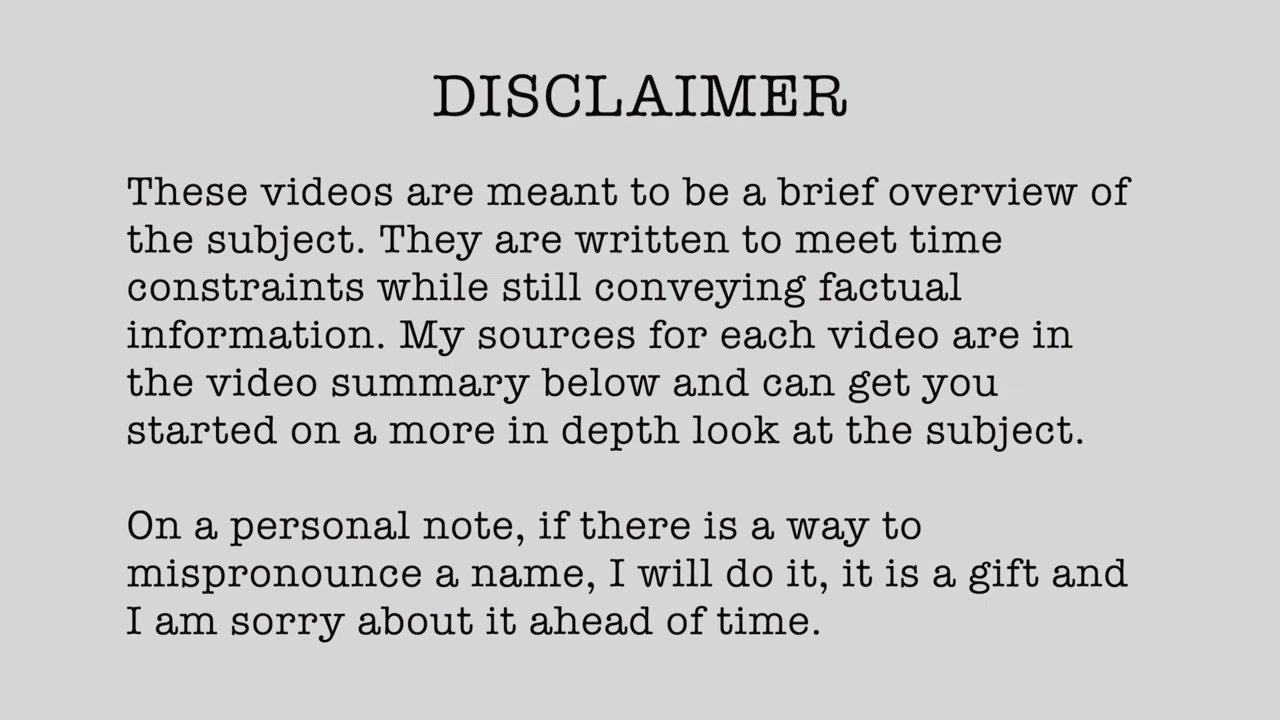 DISCLAIMER
These videos are meant to be a brief overview of
the subject. They are written to meet time
constraints while still conveying factual
information. My sources for each video are in
the video summary below and can get you
started on a more in depth look at the subject.
On a personal note, if there is a way to
mispronounce a name, I will do it, it is a gift and
I am sorry about it ahead of time.